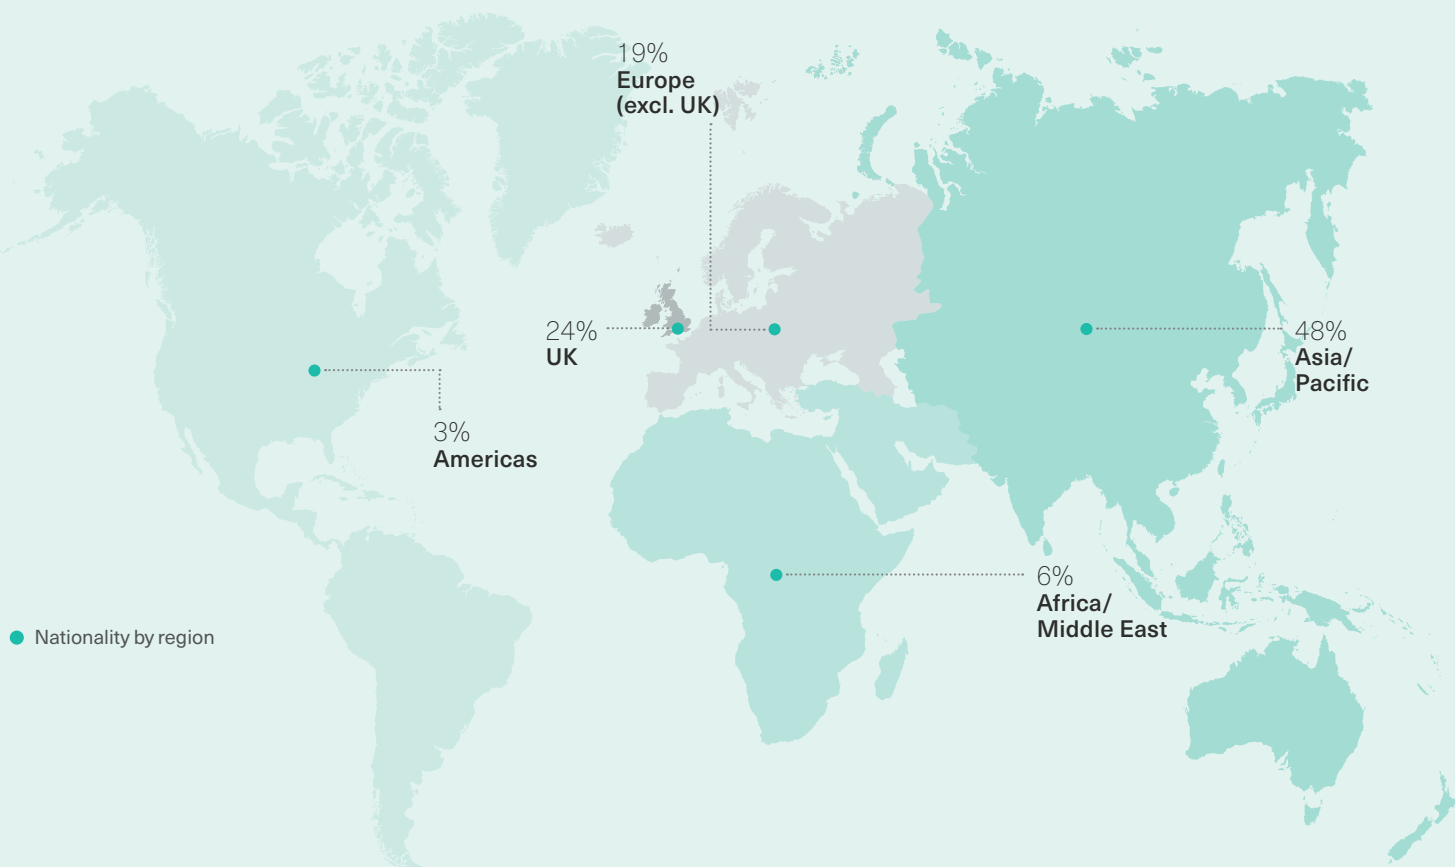 19%
Europe
(excl. UK)
24%
UK
48%
Asia/
Pacific
3%
Americas
6%
Africa/
Middle East
Nationality by region